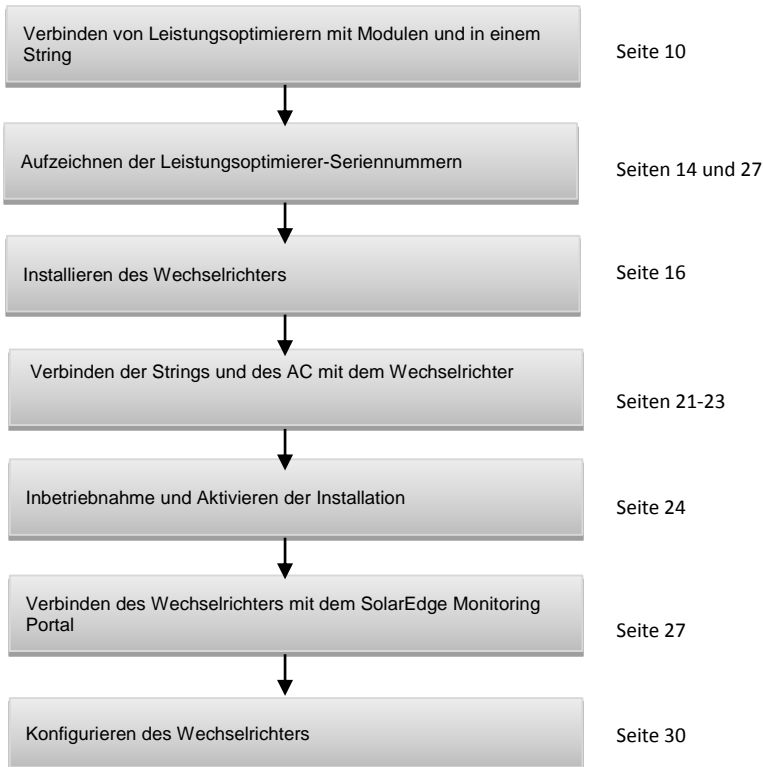 Verbinden von Leistungsoptimierern mit Modulen und in einem
String
Seite 10
Aufzeichnen der Leistungsoptimierer-Seriennummern
Seiten 14 und 27
Installieren des Wechselrichters
Seite 16
Verbinden der Strings und des AC mit dem Wechselrichter
Seiten 21-23
Inbetriebnahme und Aktivieren der Installation
Seite 24
Verbinden des Wechselrichters mit dem SolarEdge Monitoring
Portal
Seite 27
Konfigurieren des Wechselrichters
Seite 30